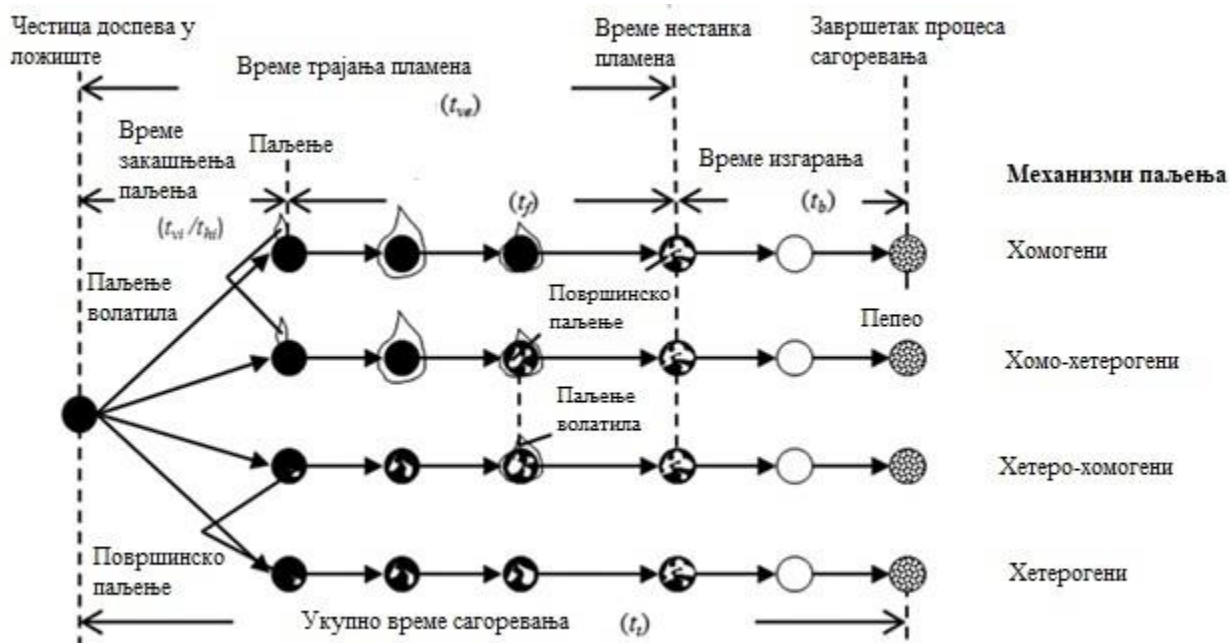 Честица доспева у
ложиште
Време трајања пламена
(t_ve)
Време нестанка
пламена
Завршетак процеса
сагоревања
Време
закашњења
паљења
(t_vi /t_hi)
Паљење
(t_f)
Време изгарања
(t_b)
Механизми паљења
Хомогени
Паљење
волатила
Површинско
паљење
Пепео
Хомо-хетерогени
Паљење
волатила
Хетеро-хомогени
Површинско
паљење
Хетерогени
Укупно време сагоревања (t_t)